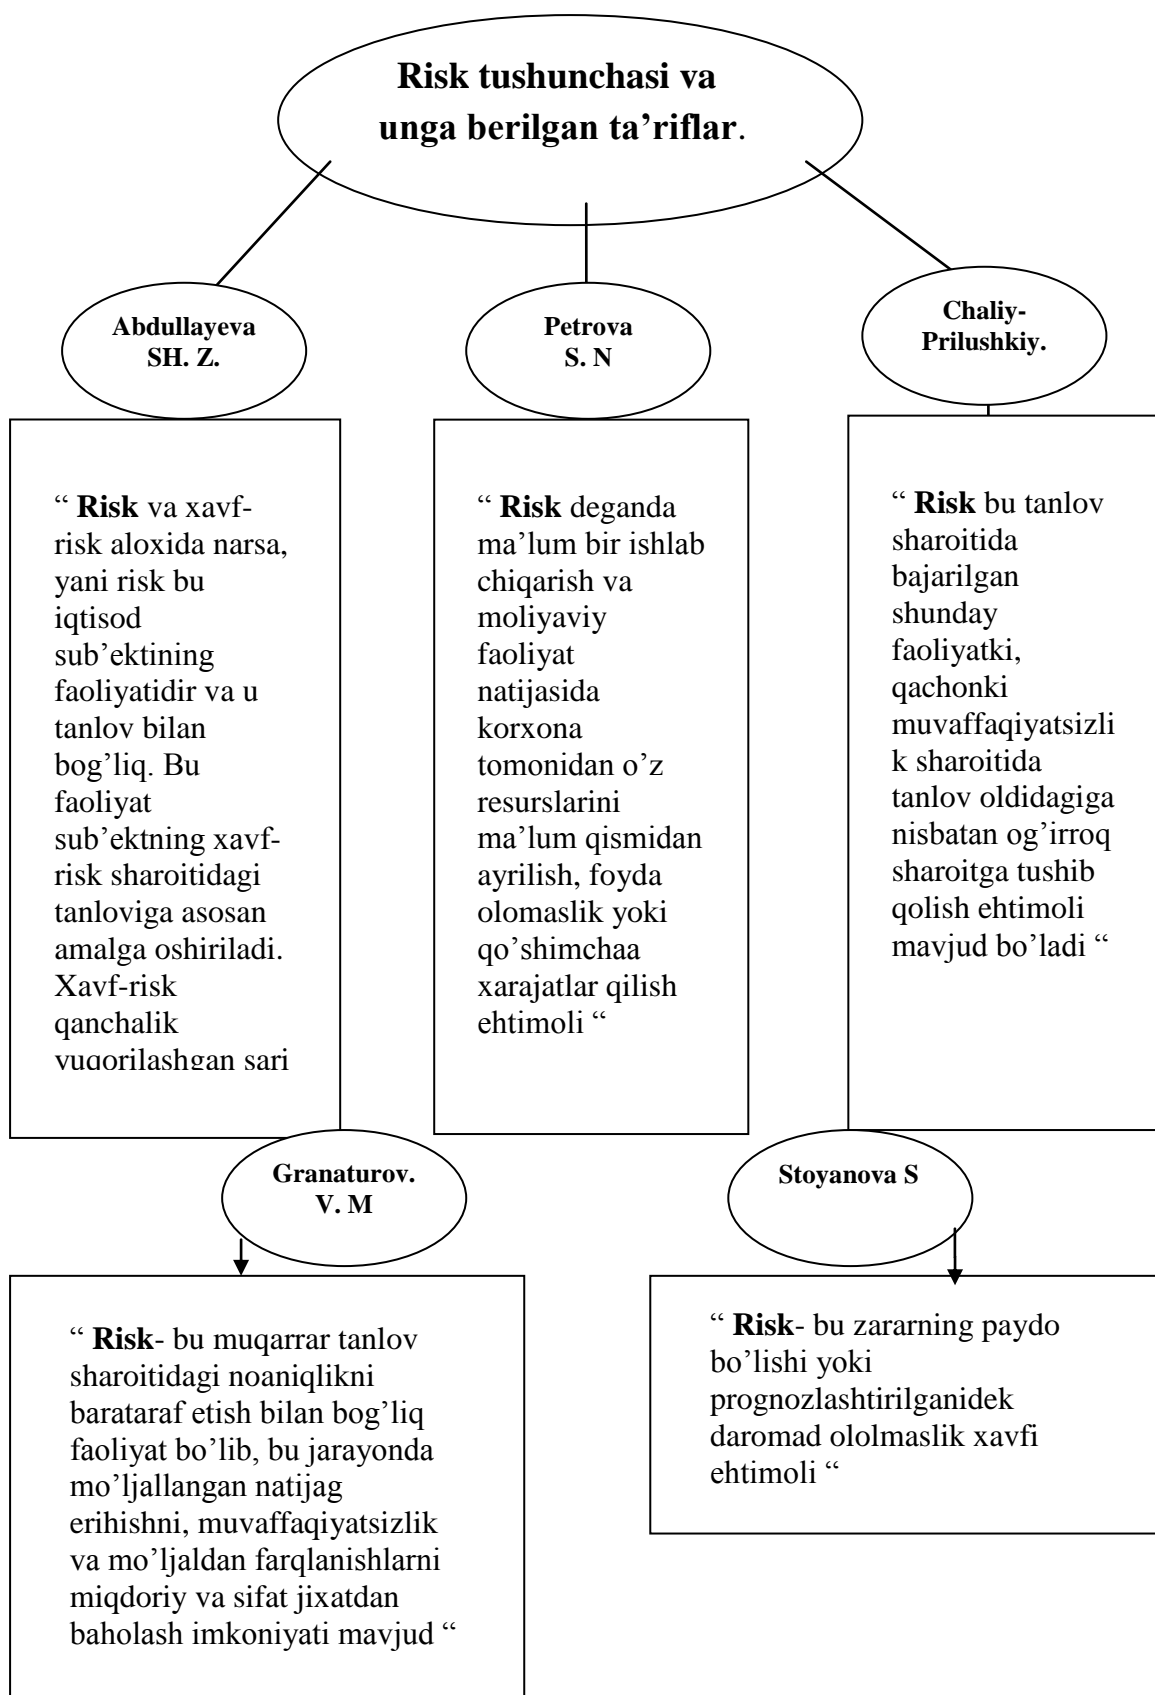 Risk tushunchasi va
unga berilgan ta’riflar.
Abdullayeva
SH. Z.
“ Risk va xavf-
risk aloxida narsa,
yani risk bu
iqtisod
sub’ektining
faoliyatidir va u
tanlov bilan
bog’liq. Bu
faoliyat
sub’ektning xavf-
risk sharoitidagi
tanloviga asosan
amalga oshiriladi.
Xavf-risk
qanchalik
yuqorilashgan sari
Petrova
S. N
“ Risk deganda
ma’lum bir ishlab
chiqarish va
moliyaviy
faoliyat
natijasida
korxona
tomonidan o’z
resurslarini
ma’lum qismidan
ayrilish, foyda
olomaslik yoki
qo’shimchaa
xarajatlar qilish
ehtimoli “
Chaliy-
Prilushkiy.
“ Risk bu tanlov
sharoitida
bajarilgan
shunday
faoliyatki,
qachonki
muvaffaqiyatsizli
k sharoitida
tanlov oldidagiga
nisbatan og’irroq
sharoitga tushib
qolish ehtimoli
mavjud bo’ladi “
Granaturov.
V. M
“ Risk- bu muqarrar tanlov
sharoitidagi noaniqlikni
barataraf etish bilan bog’liq
faoliyat bo’lib, bu jarayonda
mo’ljallangan natijag
erihishni, muvaffaqiyatsizlik
va mo’ljaldan farqlanishlarni
miqdoriy va sifat jixatdan
baholash imkoniyati mavjud “
Stoyanova S
“ Risk- bu zararning paydo
bo’lishi yoki
prognozlashtirilganidek
daromad ololmaslik xavfi
ehtimoli “